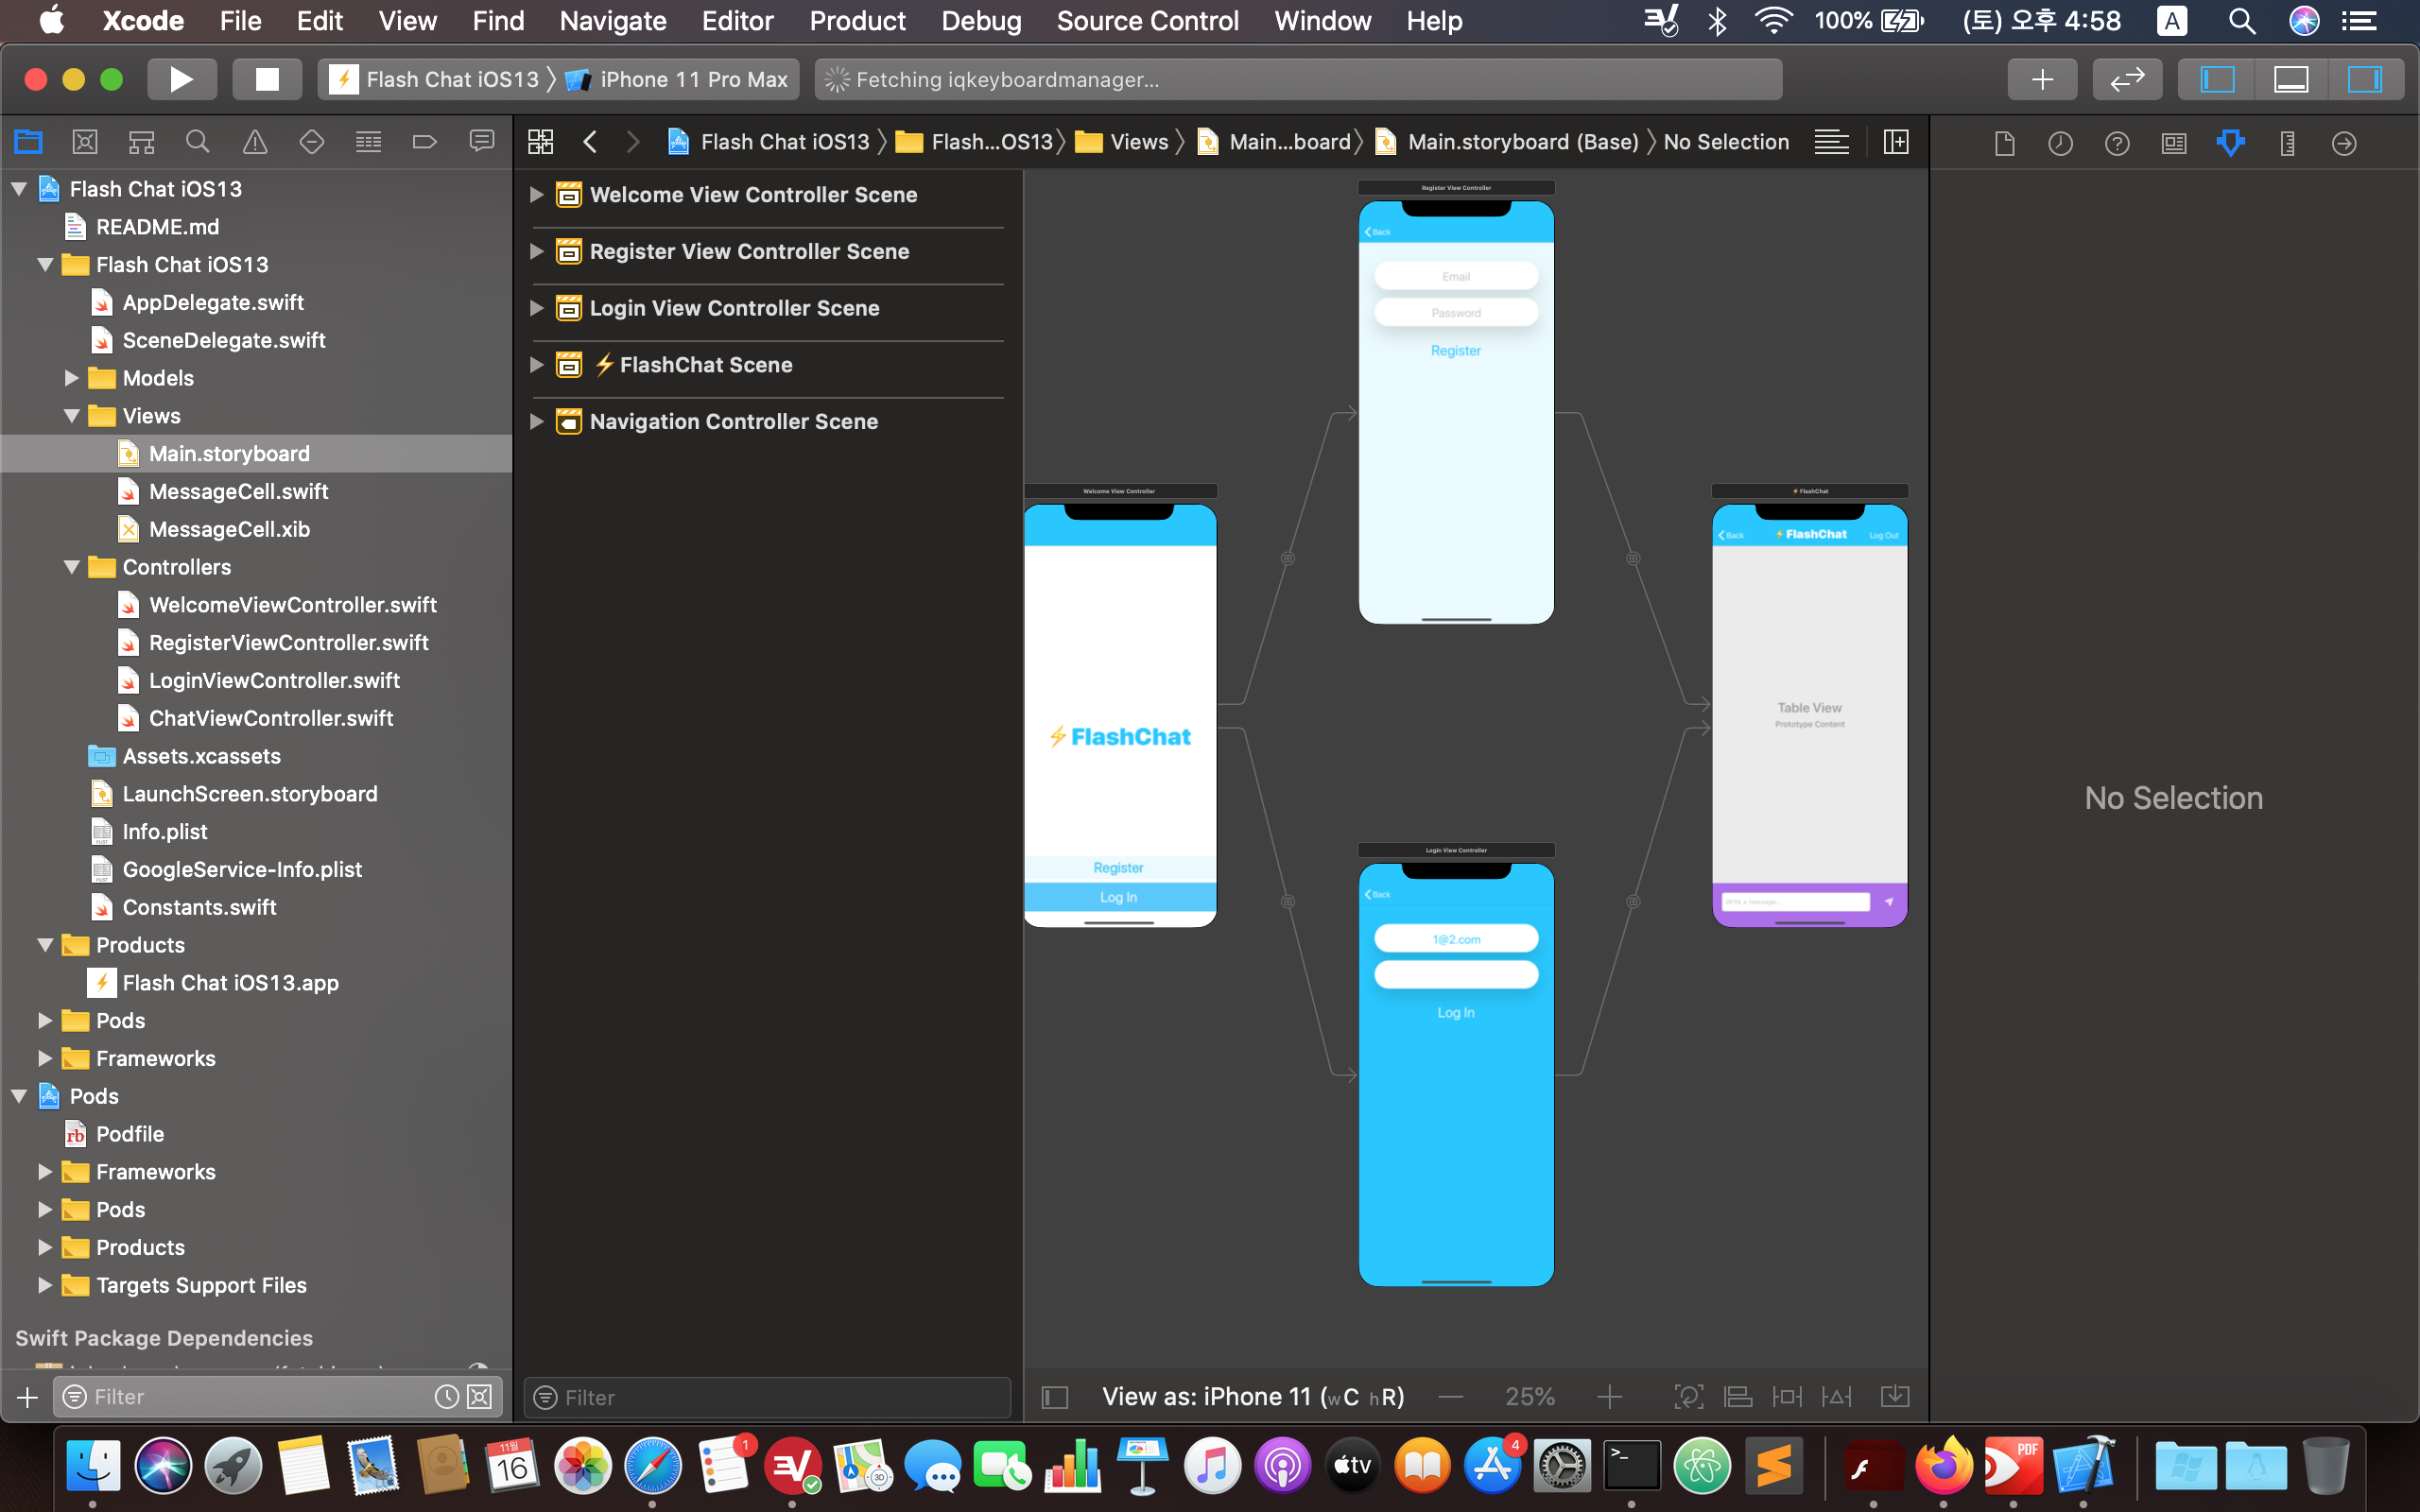 Xcode File Edit View Find Navigate Editor Product Debug Source Control Window Help 100% (토) 오후 4:58 A
Flash Chat iOS13 〉 iPhone 11 Pro Max Fetching iqkeyboardmanager...
Flash Chat iOS13 〉 Flash...OS13 〉 Views 〉 Main...board 〉 Main.storyboard (Base) 〉 No Selection
Flash Chat iOS13
README.md
Flash Chat iOS13
AppDelegate.swift
SceneDelegate.swift
Models
Views
Main.storyboard
MessageCell.swift
MessageCell.xib
Controllers
WelcomeViewController.swift
RegisterViewController.swift
LoginViewController.swift
ChatViewController.swift
Assets.xcassets
LaunchScreen.storyboard
Info.plist
GoogleService-Info.plist
Constants.swift
Products
Flash Chat iOS13.app
Pods
Frameworks
Pods
Podfile
Frameworks
Pods
Products
Targets Support Files
Swift Package Dependencies
Filter
Welcome View Controller Scene
Register View Controller Scene
Login View Controller Scene
⚡FlashChat Scene
Navigation Controller Scene
Filter
Register View Controller
Back
Email
Password
Register
Welcome View Controller
⚡FlashChat
Register
Log In
Login View Controller
Back
1@2.com
Log In
⚡FlashChat
Back ⚡FlashChat Log Out
Table View
Prototype Content
Write a message...
View as: iPhone 11 (wC hR) 25%
No Selection
11월
16
1
3D
tv
4
PDF